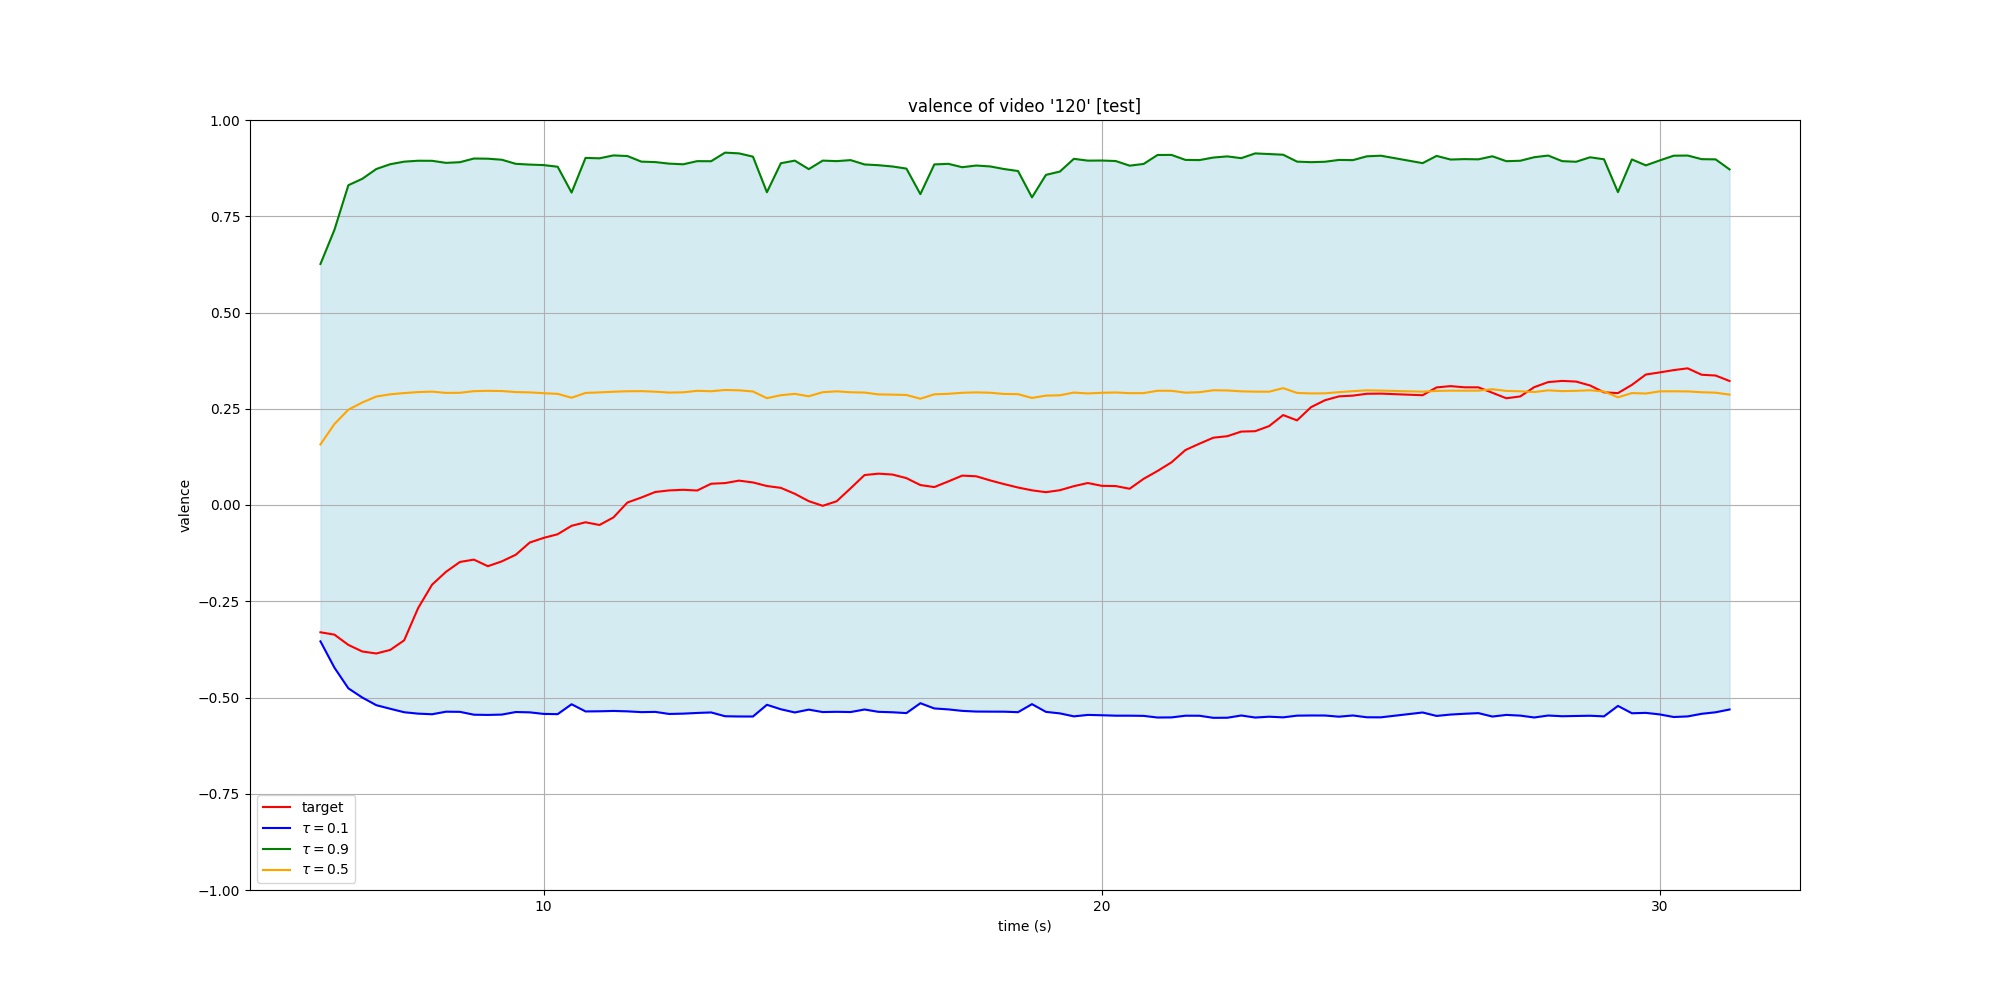 valence of video '120' [test]
1.00
0.75
0.50
0.25
0.00
−0.25
−0.50
−0.75
−1.00
valence
target
τ = 0.1
τ = 0.9
τ = 0.5
10 20 30
time (s)